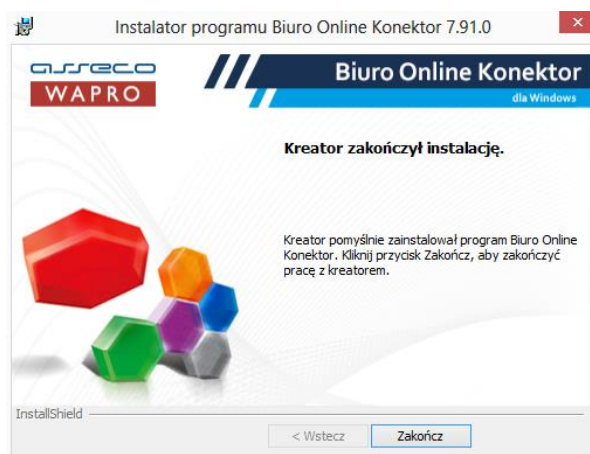 Instalator programu Biuro Online Konektor 7.91.0
asseco
WAPRO
Biuro Online Konektor
dla Windows
Kreator zakończył instalację.
Kreator pomyślnie zainstalował program Biuro Online
Konektor. Kliknij przycisk Zakończ, aby zakończyć
pracę z kreatorem.
InstallShield
< Wstecz
Zakończ